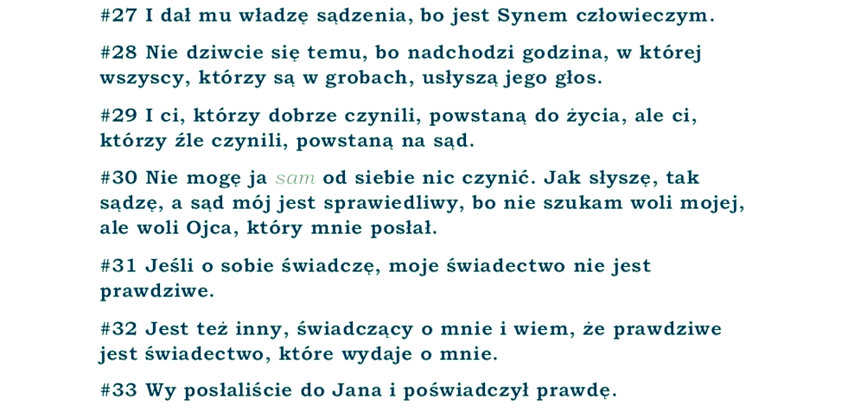 #27 I dał mu władzę sądzenia, bo jest Synem człowieczym.
#28 Nie dziwcie się temu, bo nadchodzi godzina, w której
wszyscy, którzy są w grobach, usłyszą jego głos.
#29 I ci, którzy dobrze czynili, powstaną do życia, ale ci,
którzy źle czynili, powstaną na sąd.
#30 Nie mogę ja sam od siebie nic czynić. Jak słyszę, tak
sądzę, a sąd mój jest sprawiedliwy, bo nie szukam woli mojej,
ale woli Ojca, który mnie posłał.
#31 Jeśli o sobie świadczę, moje świadectwo nie jest
prawdziwe.
#32 Jest też inny, świadczący o mnie i wiem, że prawdziwe
jest świadectwo, które wydaje o mnie.
#33 Wy posłaliście do Jana i poświadczył prawdę.